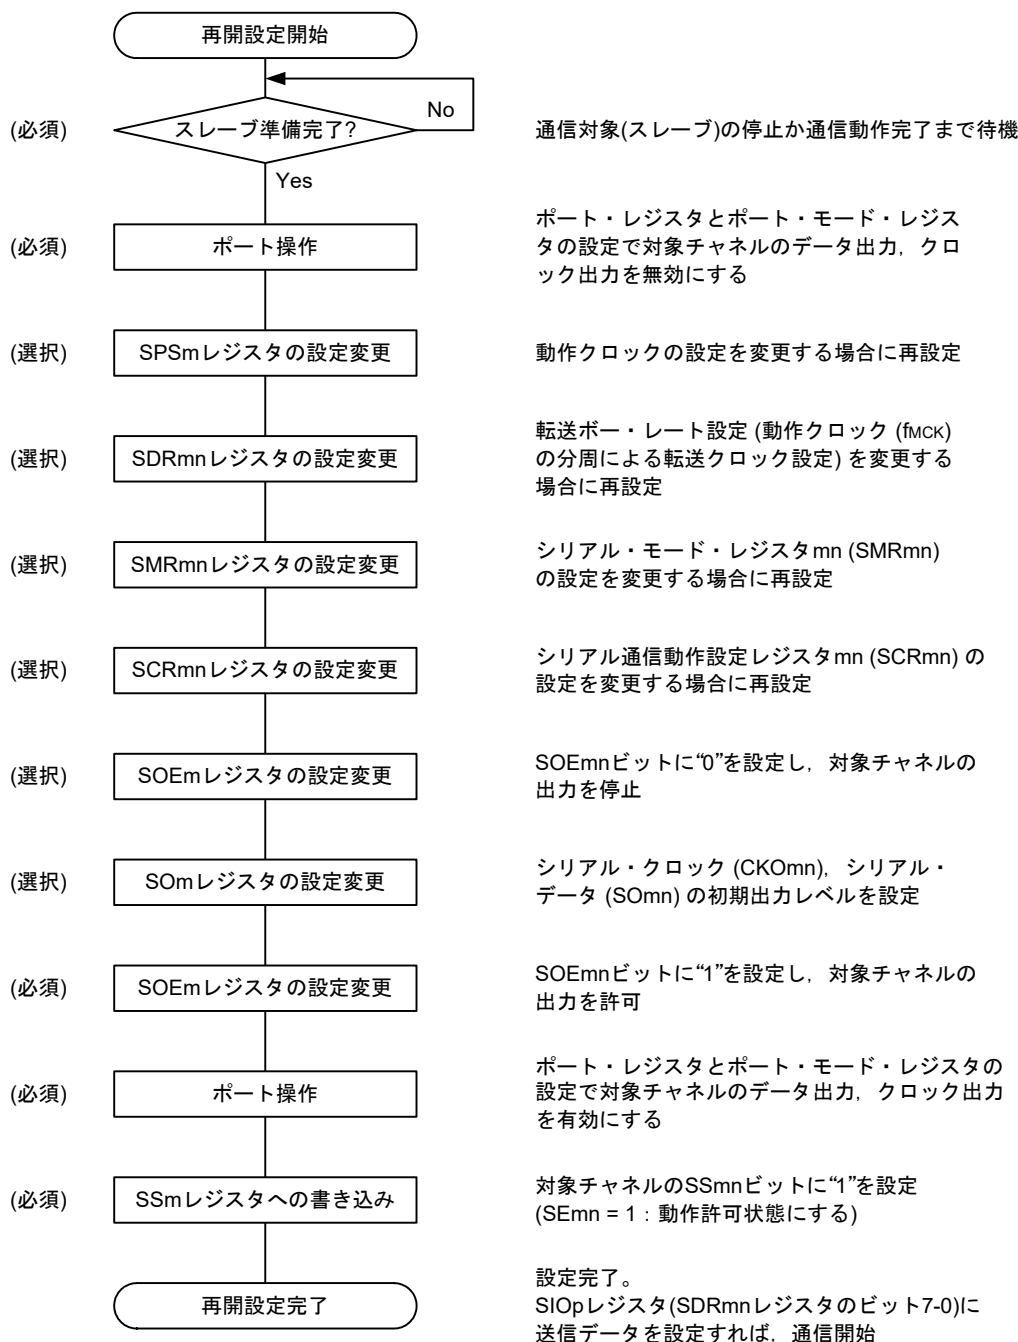 再開設定開始
No
(必須)
スレーブ準備完了?
通信対象(スレーブ)の停止か通信動作完了まで待機
Yes
(必須)
ポート操作
ポート・レジスタとポート・モード・レジス
タの設定で対象チャネルのデータ出力，クロ
ック出力を無効にする
(選択)
SPSmレジスタの設定変更
動作クロックの設定を変更する場合に再設定
(選択)
SDRmnレジスタの設定変更
転送ボー・レート設定 (動作クロック (fMCK)
の分周による転送クロック設定) を変更する
場合に再設定
(選択)
SMRmnレジスタの設定変更
シリアル・モード・レジスタmn (SMRmn)
の設定を変更する場合に再設定
(選択)
SCRmnレジスタの設定変更
シリアル通信動作設定レジスタmn (SCRmn) の
設定を変更する場合に再設定
(選択)
SOEmレジスタの設定変更
SOEmnビットに“0”を設定し，対象チャネルの
出力を停止
(選択)
SOmレジスタの設定変更
シリアル・クロック (CKOmn)，シリアル・
データ (SOmn) の初期出力レベルを設定
(必須)
SOEmレジスタの設定変更
SOEmnビットに“1”を設定し，対象チャネルの
出力を許可
(必須)
ポート操作
ポート・レジスタとポート・モード・レジスタの
設定で対象チャネルのデータ出力，クロック出力
を有効にする
(必須)
SSmレジスタへの書き込み
対象チャネルのSSmnビットに“1”を設定
(SEmn = 1：動作許可状態にする)
再開設定完了
設定完了。
SIOpレジスタ(SDRmnレジスタのビット7-0)に
送信データを設定すれば，通信開始